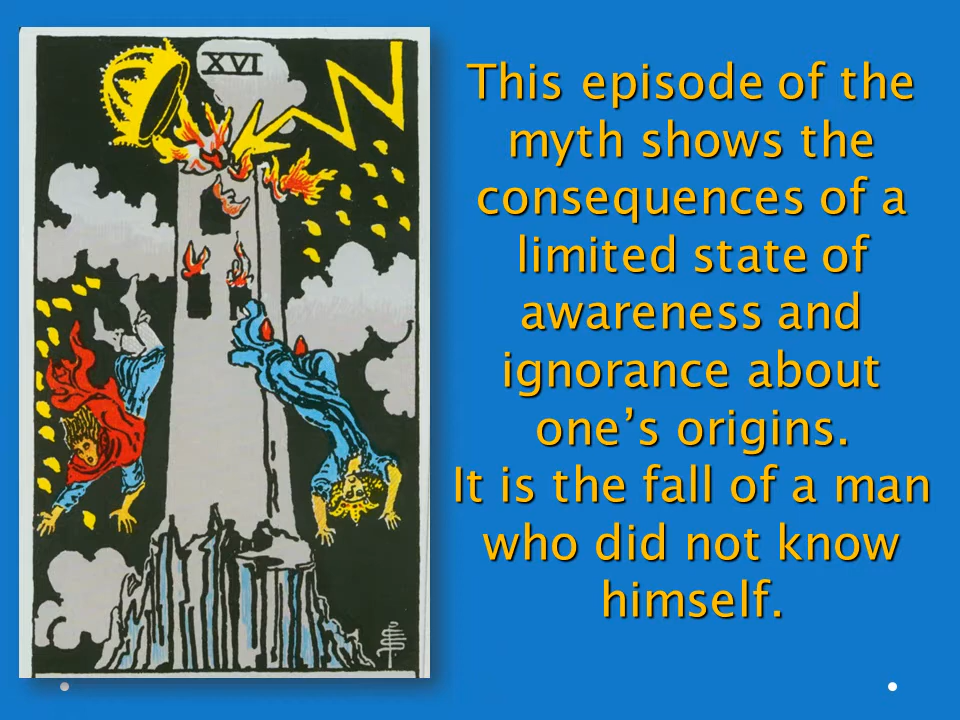 XVI
This episode of the
myth shows the
consequences of a
limited state of
awareness and
ignorance about
one’s origins.
It is the fall of a man
who did not know
himself.